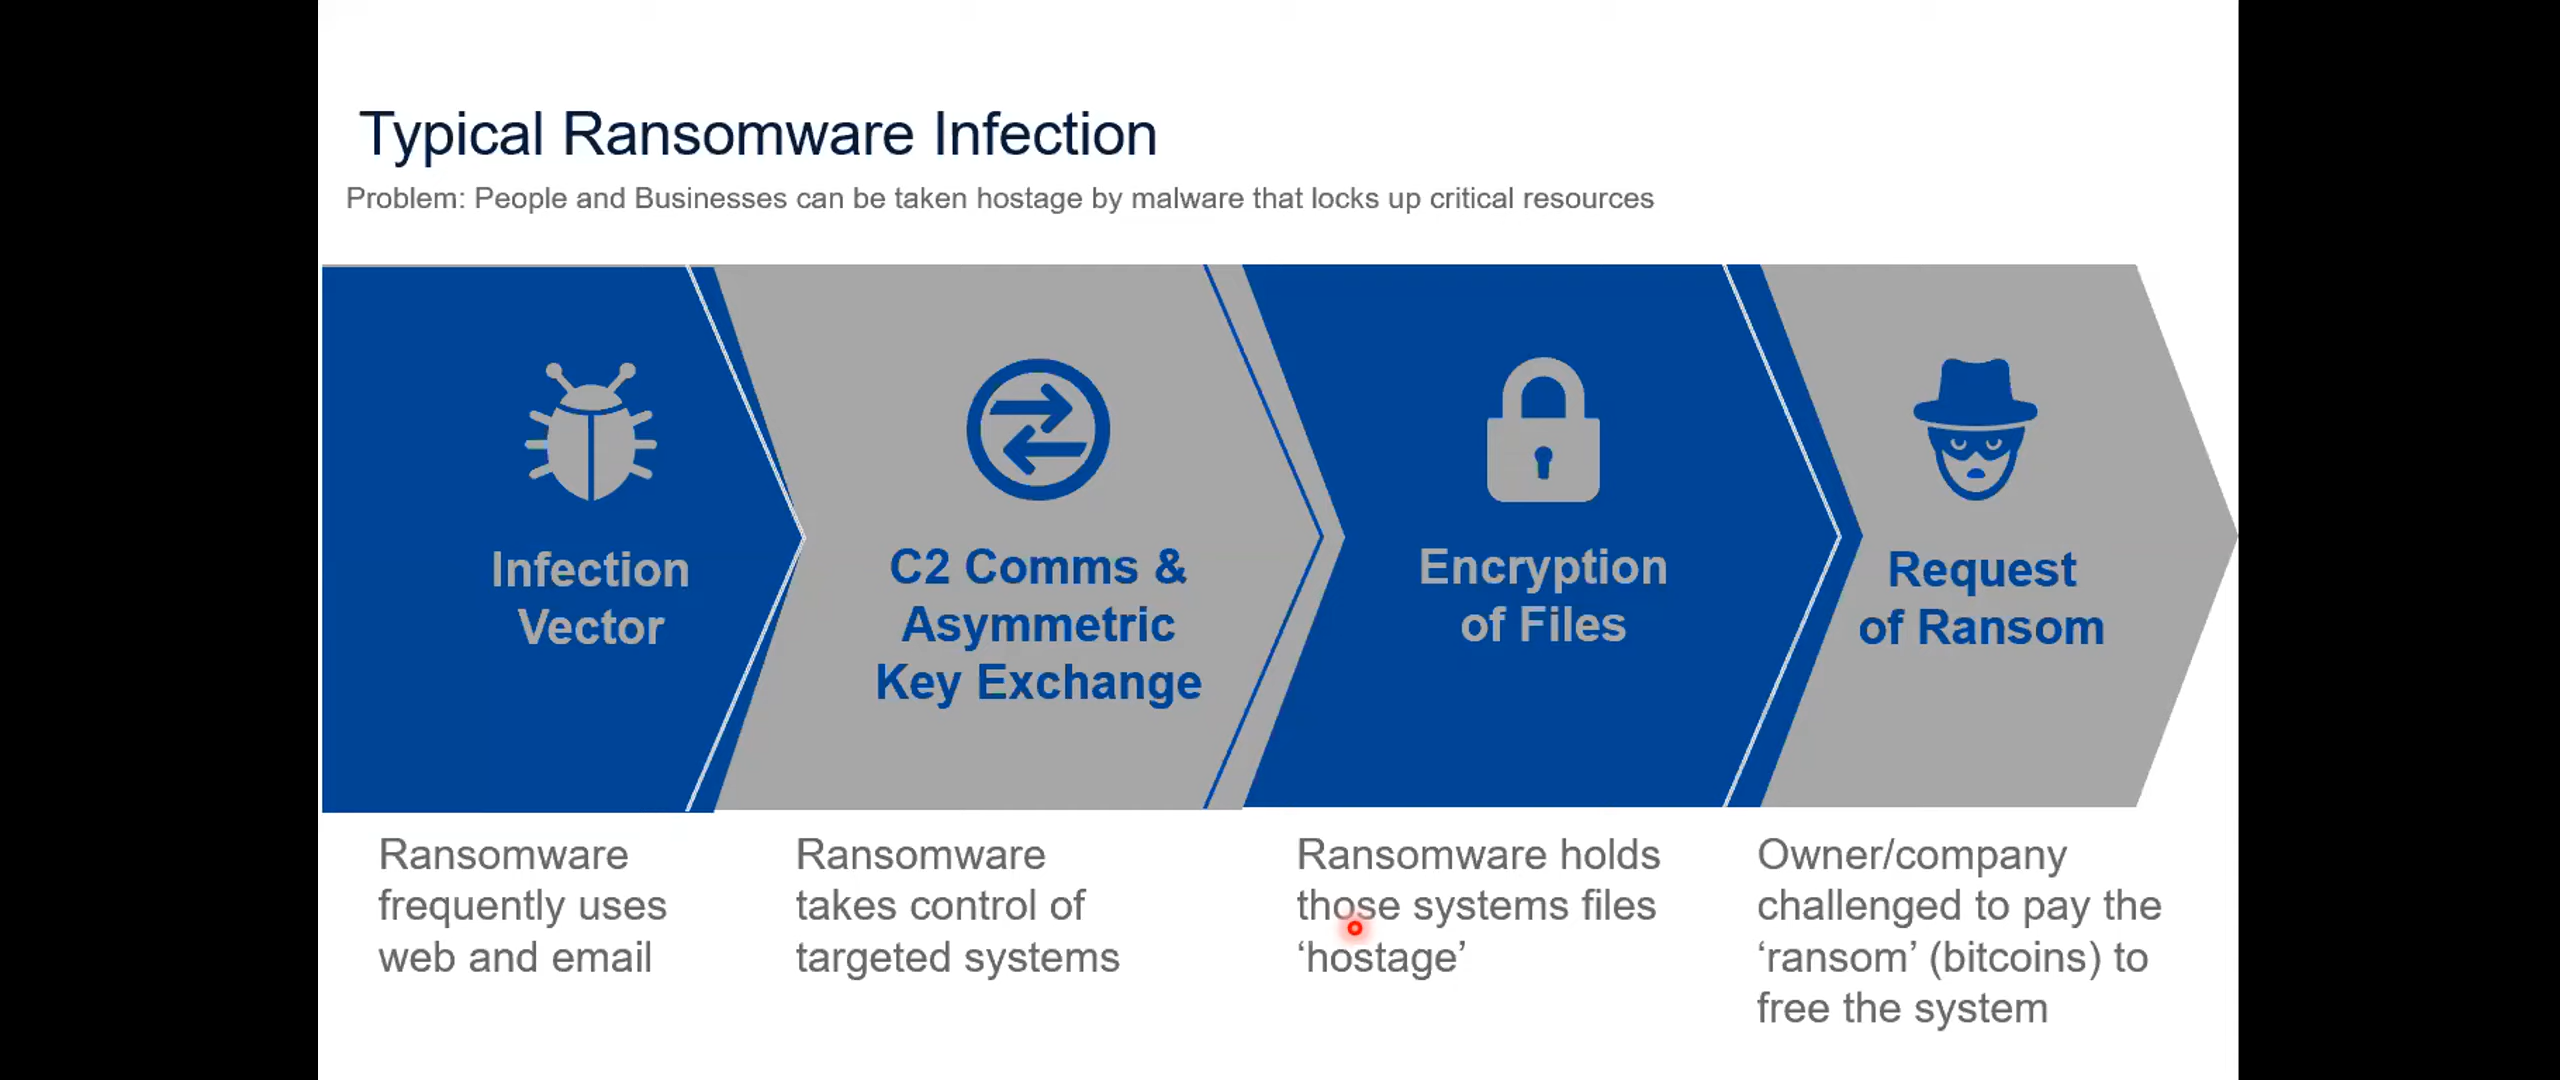 Typical Ransomware Infection
Problem: People and Businesses can be taken hostage by malware that locks up critical resources
Infection
Vector
C2 Comms &
Asymmetric
Key Exchange
Encryption
of Files
Request
of Ransom
Ransomware
frequently uses
web and email
Ransomware
takes control of
targeted systems
Ransomware holds
those systems files
‘hostage’
Owner/company
challenged to pay the
‘ransom’ (bitcoins) to
free the system